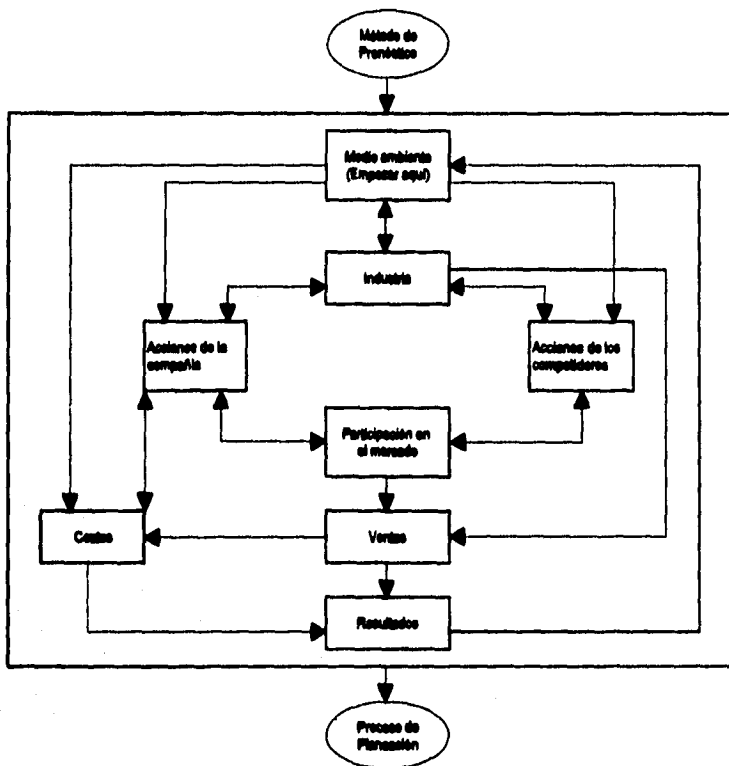 Método de
Pronóstico
Medio ambiente
(Empezar aquí)
Industria
Acciones de la
compañía
Acciones de los
competidores
Participación en
el mercado
Costos
Ventas
Resultados
Proceso de
Planeación